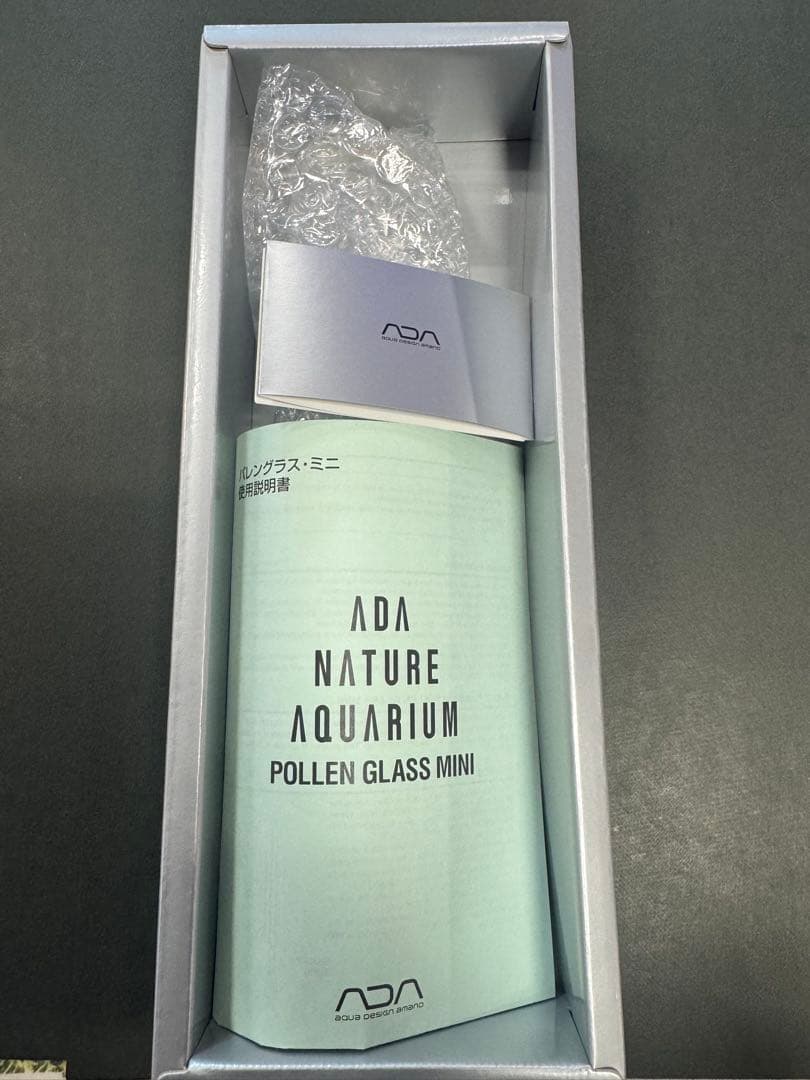 ADA
aqua design amano
パレングラス・ミニ
使用説明書
ADA
NATURE
AQUARIUM
POLLEN GLASS MINI
ADA
aqua design amano